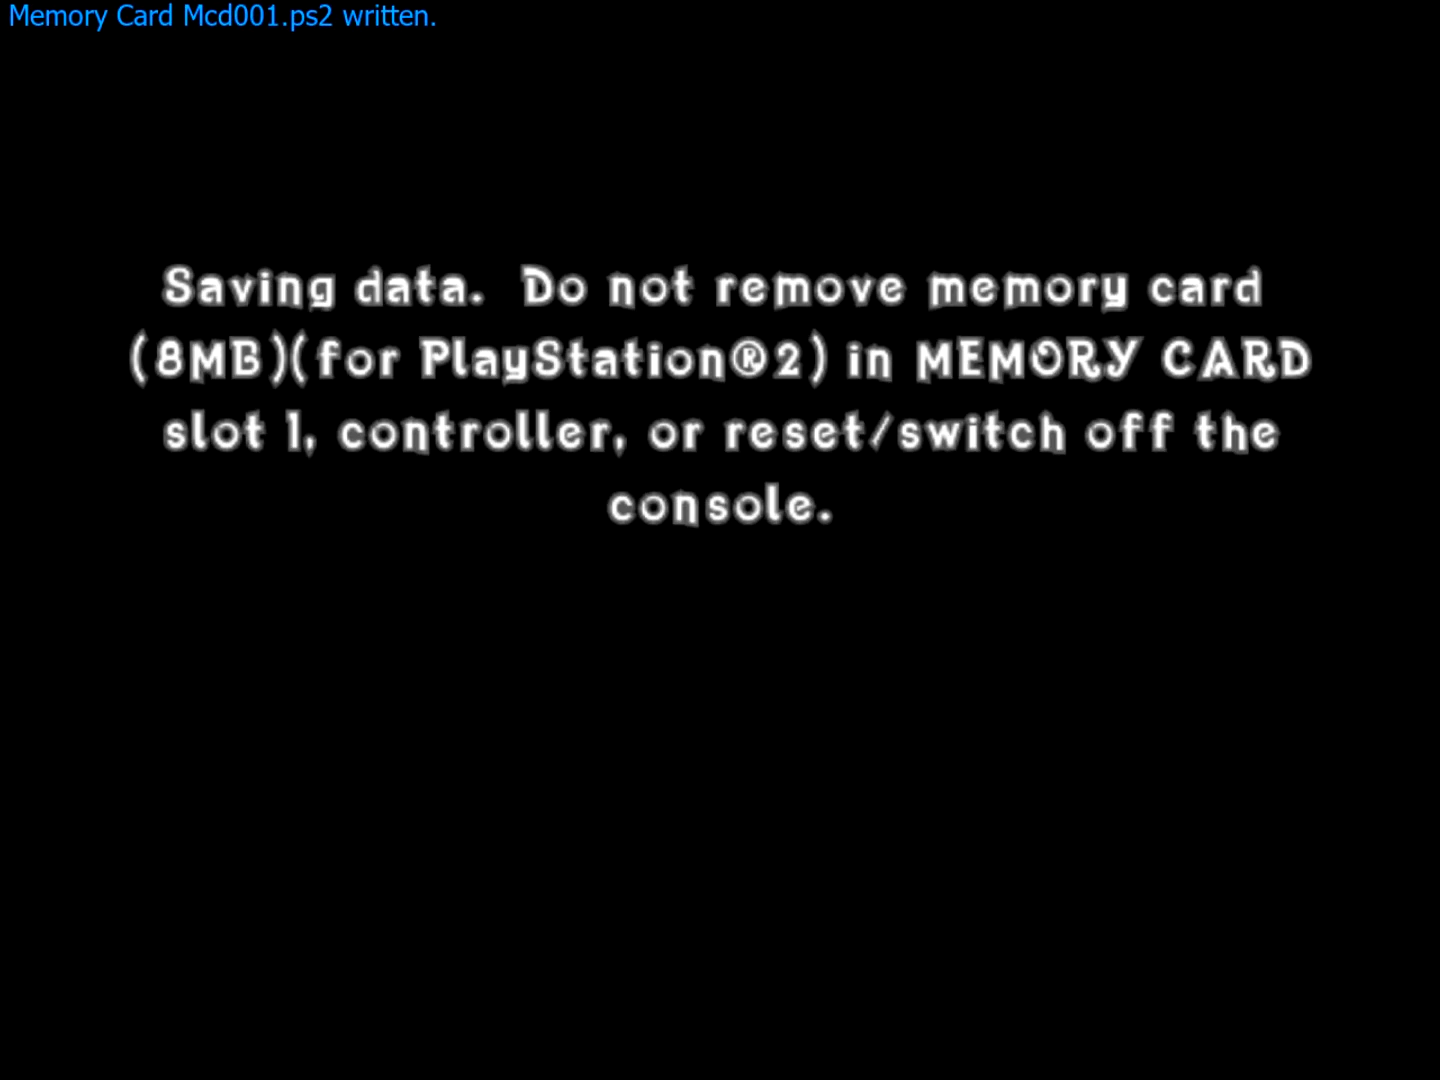 Memory Card Mcd001.ps2 written.
Saving data.  Do not remove memory card
(8MB)(for PlayStation®2) in MEMORY CARD
slot 1, controller, or reset/switch off the
console.